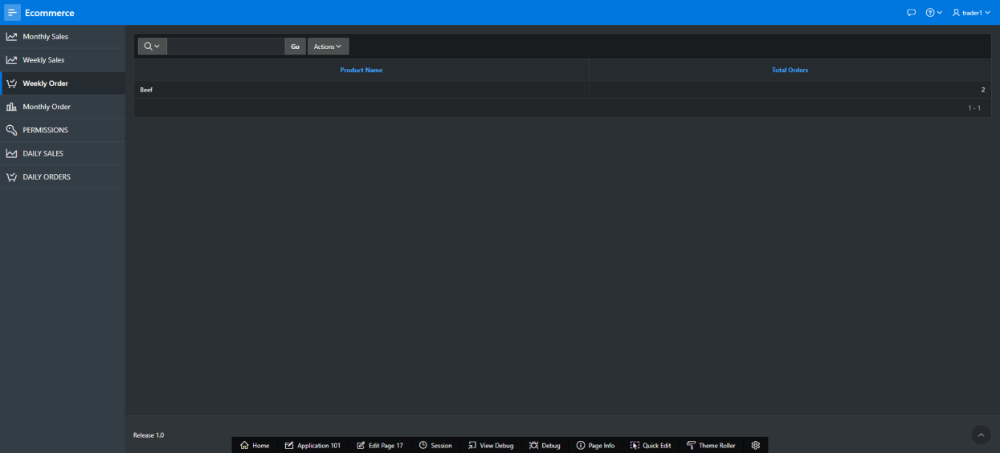 Ecommerce
trader1
Monthly Sales
Weekly Sales
Weekly Order
Monthly Order
PERMISSIONS
DAILY SALES
DAILY ORDERS
Go Actions
Product Name Total Orders
Beef 2
1 - 1
Release 1.0
Home Application 101 Edit Page 17 Session View Debug Debug Page Info Quick Edit Theme Roller